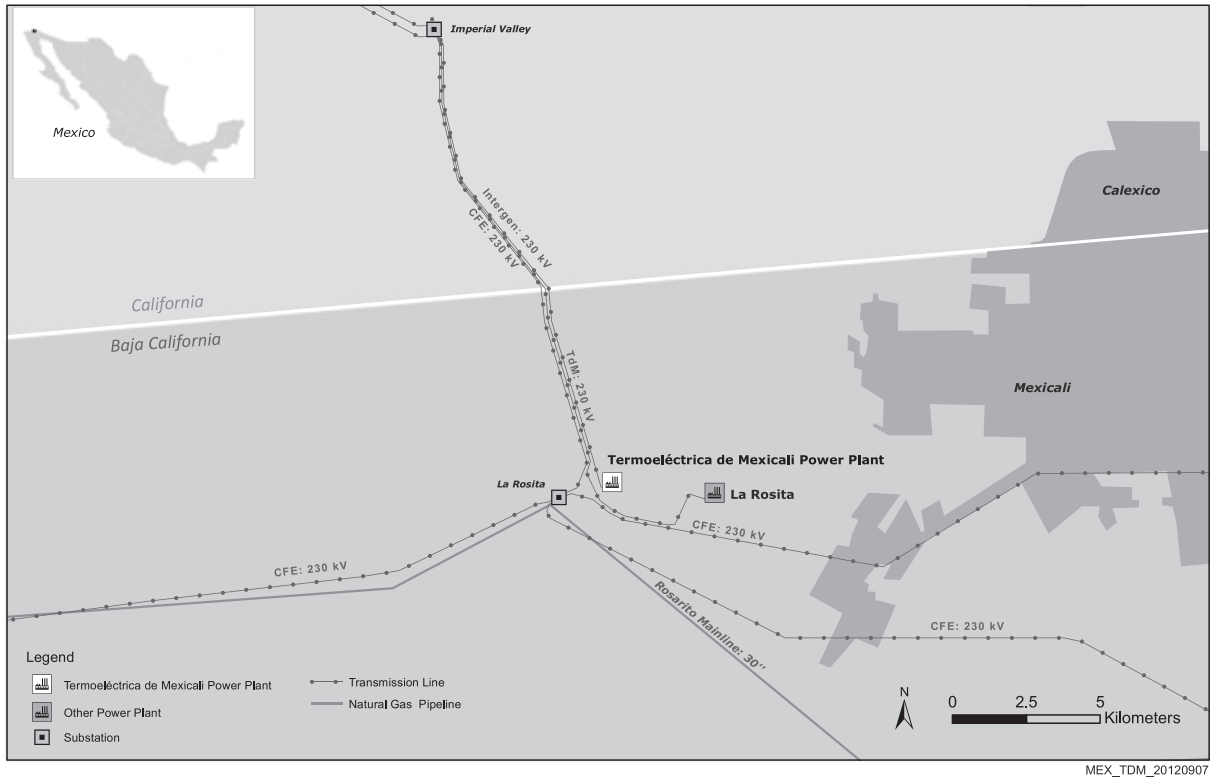 Imperial Valley
Mexico
Calexico
Intergen: 230 kV
CFE: 230 kV
California
Baja California
TdM: 230 kV
Mexicali
Termoeléctrica de Mexicali Power Plant
La Rosita
La Rosita
CFE: 230 kV
CFE: 230 kV
Rosarito Mainline: 30''
CFE: 230 kV
Legend
Termoeléctrica de Mexicali Power Plant
Other Power Plant
Substation
Transmission Line
Natural Gas Pipeline
N
0 2.5 5
Kilometers
MEX_TDM_20120907